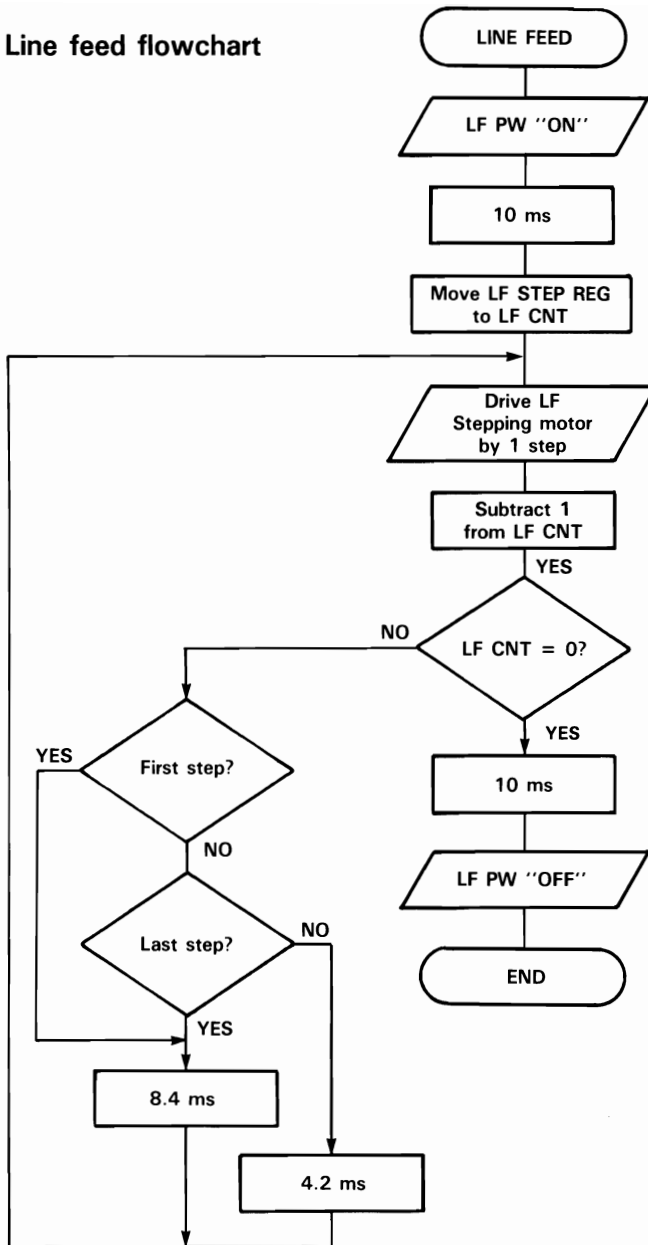 Line feed flowchart
LINE FEED
LF PW "ON"
10 ms
Move LF STEP REG
to LF CNT
Drive LF
Stepping motor
by 1 step
Subtract 1
from LF CNT
YES
LF CNT = 0?
NO
YES
10 ms
LF PW "OFF"
END
First step?
YES
NO
Last step?
NO
YES
8.4 ms
4.2 ms